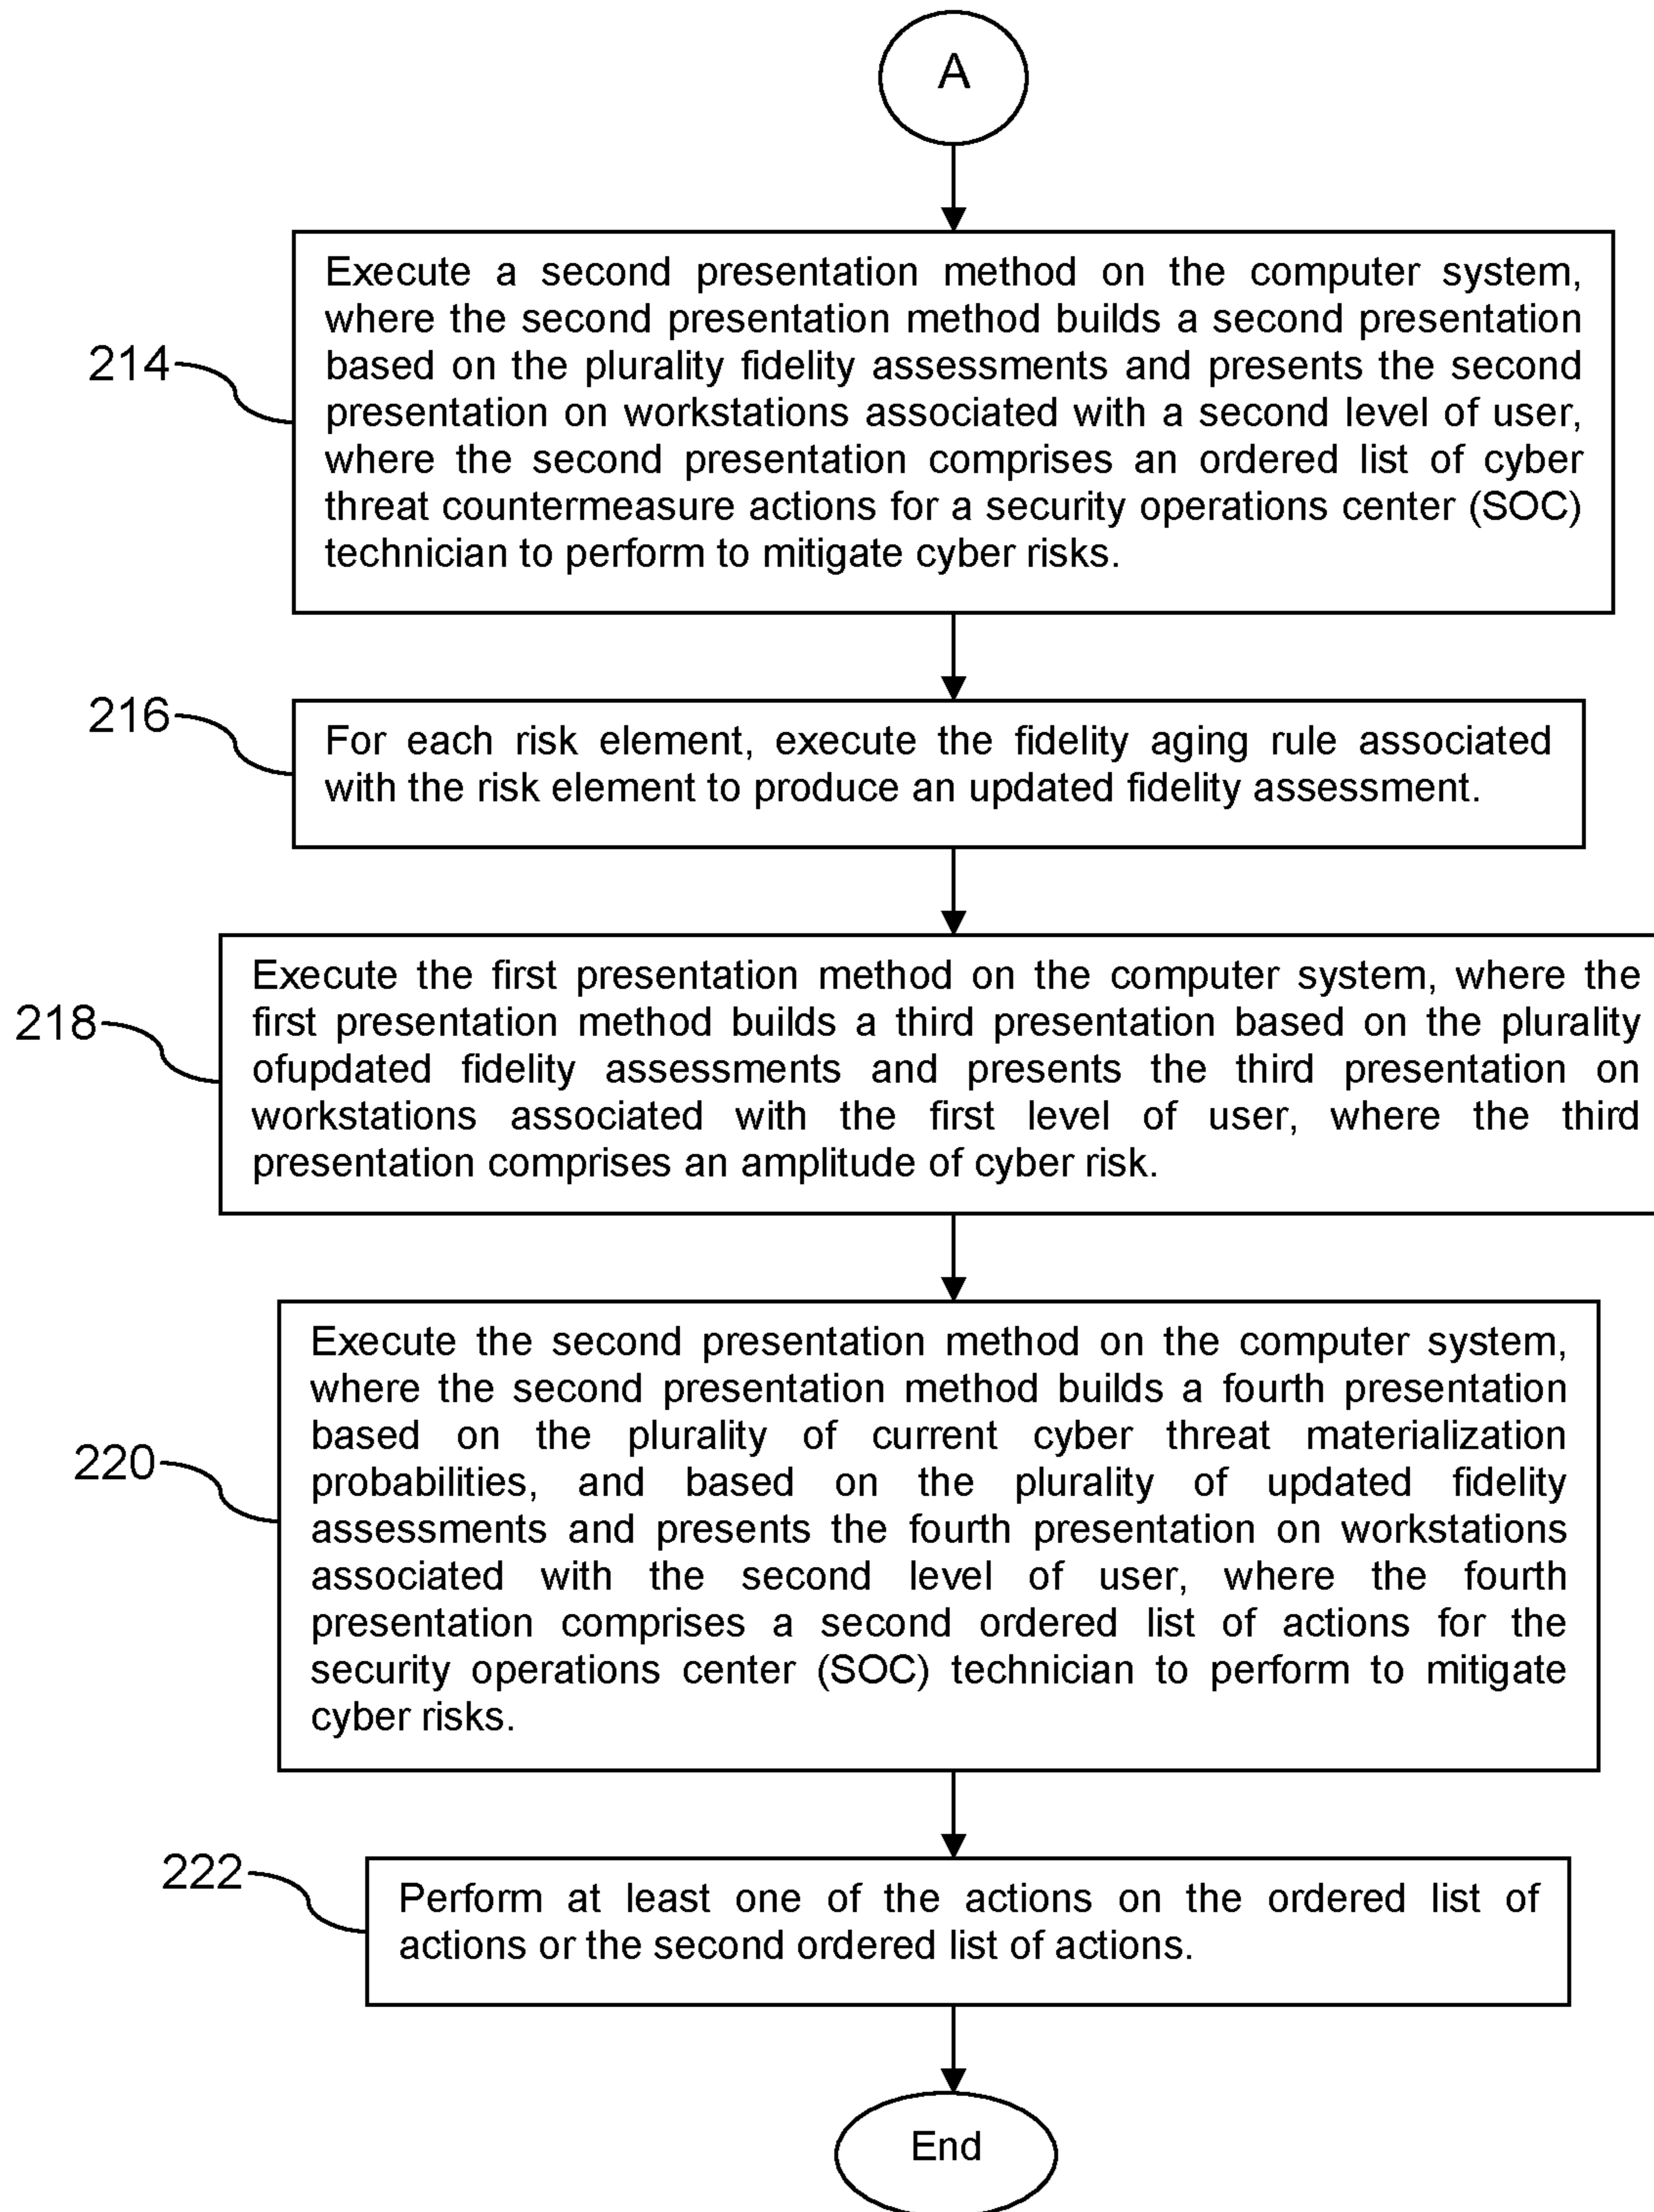 A
214
Execute a second presentation method on the computer system,
where the second presentation method builds a second presentation
based on the plurality fidelity assessments and presents the second
presentation on workstations associated with a second level of user,
where the second presentation comprises an ordered list of cyber
threat countermeasure actions for a security operations center (SOC)
technician to perform to mitigate cyber risks.
216
For each risk element, execute the fidelity aging rule associated
with the risk element to produce an updated fidelity assessment.
218
Execute the first presentation method on the computer system, where the
first presentation method builds a third presentation based on the plurality
ofupdated fidelity assessments and presents the third presentation on
workstations associated with the first level of user, where the third
presentation comprises an amplitude of cyber risk.
220
Execute the second presentation method on the computer system,
where the second presentation method builds a fourth presentation
based on the plurality of current cyber threat materialization
probabilities, and based on the plurality of updated fidelity
assessments and presents the fourth presentation on workstations
associated with the second level of user, where the fourth
presentation comprises a second ordered list of actions for the
security operations center (SOC) technician to perform to mitigate
cyber risks.
222
Perform at least one of the actions on the ordered list of
actions or the second ordered list of actions.
End